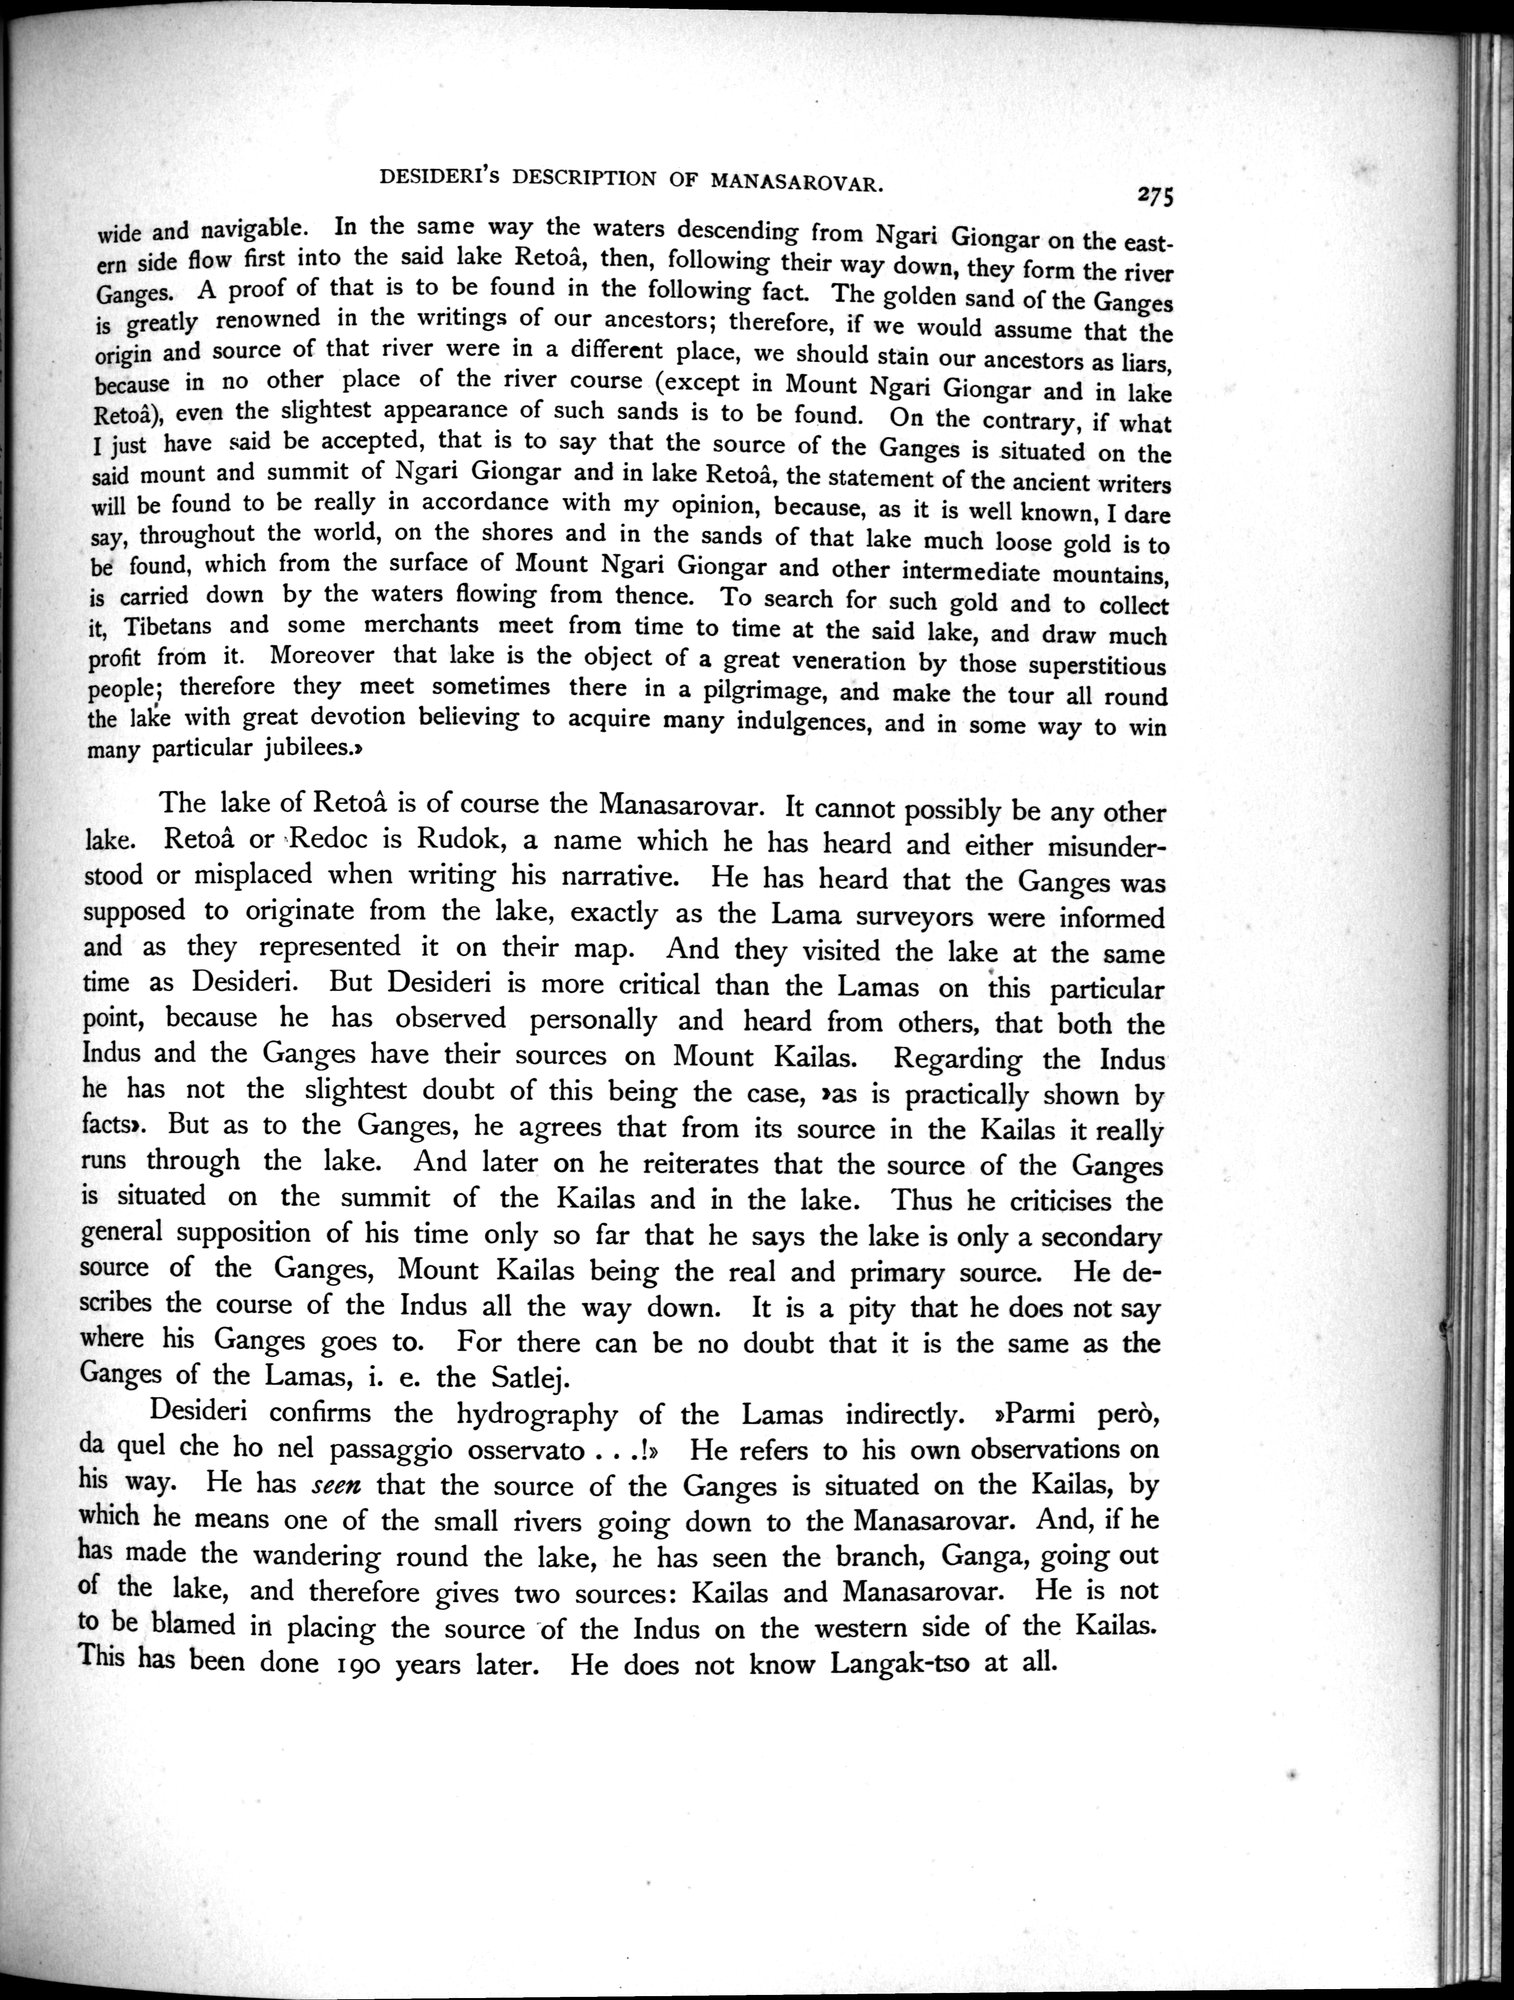 DESIDERI'S DESCRIPTION OF MANASAROVAR.
275
wide and navigable. In the same way the waters descending from Ngari Giongar on the east-
ern side flow first into the said lake Retoâ, then, following their way down, they form the river
Ganges. A proof of that is to be found in the following fact. The golden sand of the Ganges
is greatly renowned in the writings of our ancestors; therefore, if we would assume that the
origin and source of that river were in a different place, we should stain our ancestors as liars,
because in no other place of the river course (except in Mount Ngari Giongar and in lake
Retoâ), even the slightest appearance of such sands is to be found. On the contrary, if what
I just have said be accepted, that is to say that the source of the Ganges is situated on the
said mount and summit of Ngari Giongar and in lake Retoâ, the statement of the ancient writers
will be found to be really in accordance with my opinion, because, as it is well known, I dare
say, throughout the world, on the shores and in the sands of that lake much loose gold is to
be found, which from the surface of Mount Ngari Giongar and other intermediate mountains,
is carried down by the waters flowing from thence. To search for such gold and to collect
it, Tibetans and some merchants meet from time to time at the said lake, and draw much
profit from it. Moreover that lake is the object of a great veneration by those superstitious
people; therefore they meet sometimes there in a pilgrimage, and make the tour all round
the lake with great devotion believing to acquire many indulgences, and in some way to win
many particular jubilees.»
The lake of Retoâ is of course the Manasarovar. It cannot possibly be any other
lake. Retoâ or Redoc is Rudok, a name which he has heard and either misunder-
stood or misplaced when writing his narrative. He has heard that the Ganges was
supposed to originate from the lake, exactly as the Lama surveyors were informed
and as they represented it on their map. And they visited the lake at the same
time as Desideri. But Desideri is more critical than the Lamas on this particular
point, because he has observed personally and heard from others, that both the
Indus and the Ganges have their sources on Mount Kailas. Regarding the Indus
he has not the slightest doubt of this being the case, »as is practically shown by
facts». But as to the Ganges, he agrees that from its source in the Kailas it really
runs through the lake. And later on he reiterates that the source of the Ganges
is situated on the summit of the Kailas and in the lake. Thus he criticises the
general supposition of his time only so far that he says the lake is only a secondary
source of the Ganges, Mount Kailas being the real and primary source. He de-
scribes the course of the Indus all the way down. It is a pity that he does not say
where his Ganges goes to. For there can be no doubt that it is the same as the
Ganges of the Lamas, i. e. the Satlej.
Desideri confirms the hydrography of the Lamas indirectly. »Parmi però,
da quel che ho nel passaggio osservato . . .!» He refers to his own observations on
his way. He has seen that the source of the Ganges is situated on the Kailas, by
which he means one of the small rivers going down to the Manasarovar. And, if he
has made the wandering round the lake, he has seen the branch, Ganga, going out
of the lake, and therefore gives two sources: Kailas and Manasarovar. He is not
to be blamed in placing the source of the Indus on the western side of the Kailas.
This has been done 190 years later. He does not know Langak-tso at all.